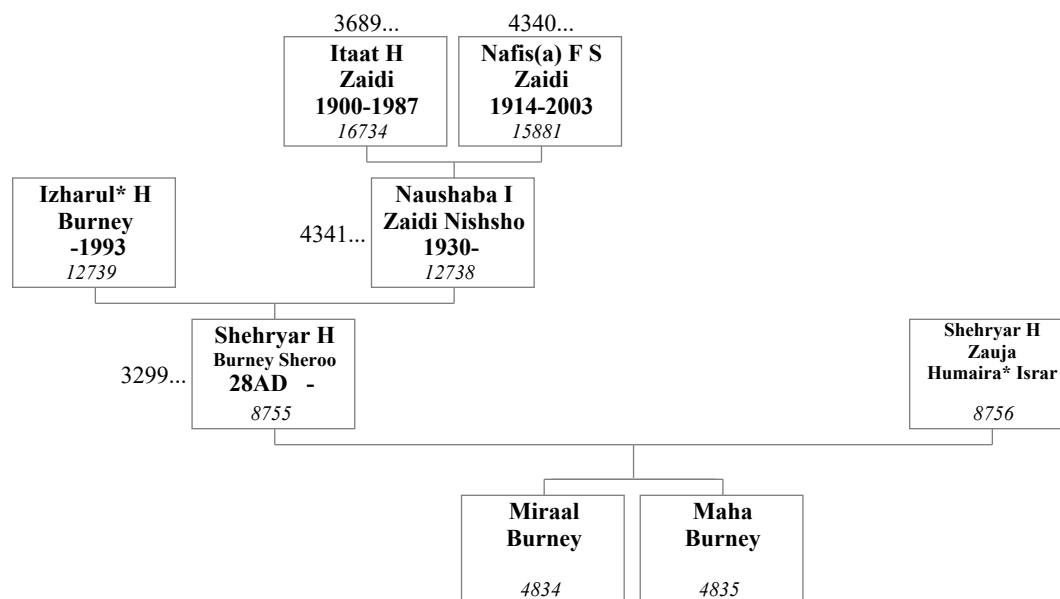 3689...
4340...
Itaat H
Zaidi
1900-1987
16734
Nafis(a) F S
Zaidi
1914-2003
15881
Izharul* H
Burney
-1993
12739
4341...
Naushaba I
Zaidi Nishsho
1930-
12738
3299...
Shehryar H
Burney Sheroo
28AD -
8755
Shehryar H
Zauja
Humaira* Israr
8756
Miraal
Burney
4834
Maha
Burney
4835